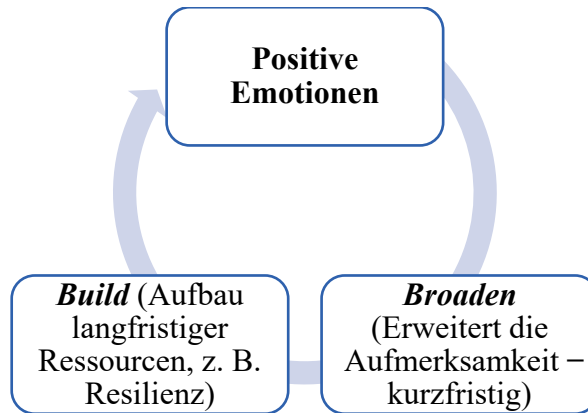 Positive
Emotionen
Build (Aufbau
langfristiger
Ressourcen, z. B.
Resilienz)
Broaden
(Erweitert die
Aufmerksamkeit –
kurzfristig)